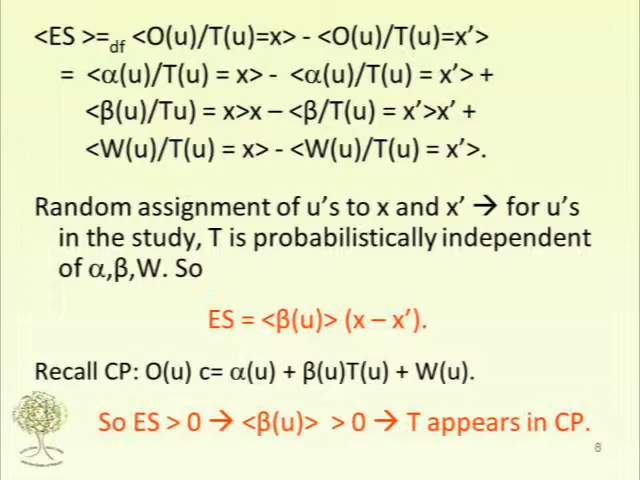 <ES >=df <O(u)/T(u)=x> - <O(u)/T(u)=x’>
= <α(u)/T(u) = x> - <α(u)/T(u) = x’> +
<β(u)/Tu) = x>x – <β/T(u) = x’>x’ +
<W(u)/T(u) = x> - <W(u)/T(u) = x’>.
Random assignment of u’s to x and x’ → for u’s
in the study, T is probabilistically independent
of α,β,W. So
ES = <β(u)> (x – x’).
Recall CP: O(u) c= α(u) + β(u)T(u) + W(u).
So ES > 0 → <β(u)> > 0 → T appears in CP.
8